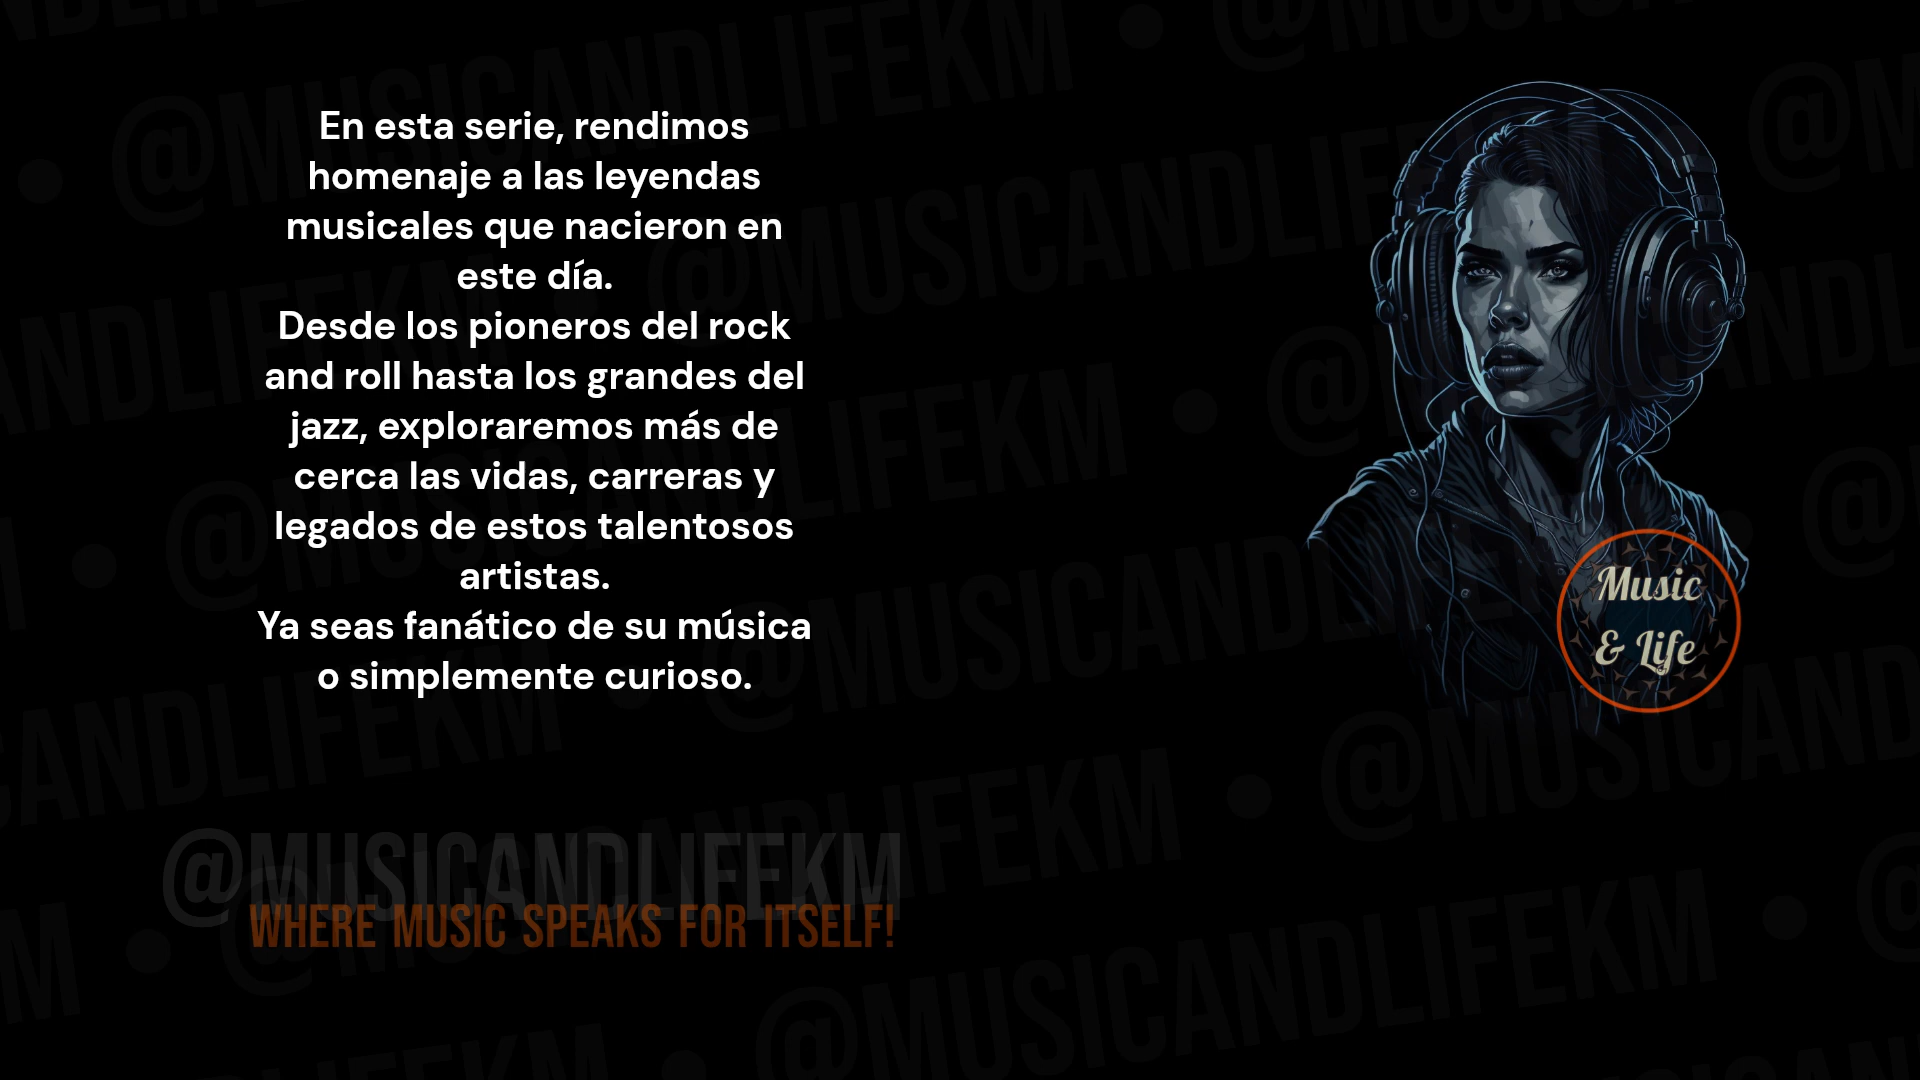 En esta serie, rendimos
homenaje a las leyendas
musicales que nacieron en
este día.
Desde los pioneros del rock
and roll hasta los grandes del
jazz, exploraremos más de
cerca las vidas, carreras y
legados de estos talentosos
artistas.
Ya seas fanático de su música
o simplemente curioso.
Music
& Life
@MUSICANDLIFEKM
WHERE MUSIC SPEAKS FOR ITSELF!